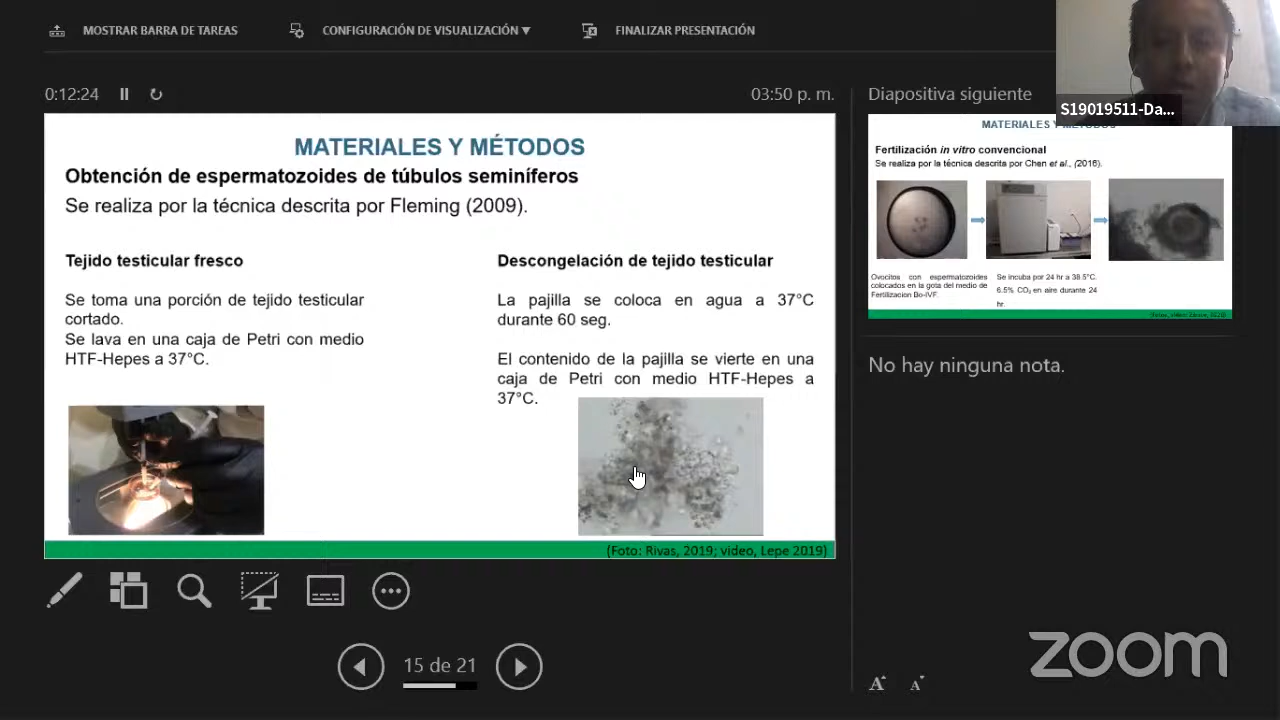 MOSTRAR BARRA DE TAREAS
CONFIGURACIÓN DE VISUALIZACIÓN ▼
FINALIZAR PRESENTACIÓN
0:12:24
03:50 p. m.
MATERIALES Y MÉTODOS
Obtención de espermatozoides de túbulos seminíferos
Se realiza por la técnica descrita por Fleming (2009).
Tejido testicular fresco
Se toma una porción de tejido testicular
cortado.
Se lava en una caja de Petri con medio
HTF-Hepes a 37°C.
Descongelación de tejido testicular
La pajilla se coloca en agua a 37°C
durante 60 seg.
El contenido de la pajilla se vierte en una
caja de Petri con medio HTF-Hepes a
37°C.
(Foto: Rivas, 2019; video, Lepe 2019)
15 de 21
Diapositiva siguiente
S19019511-Da...
MATERIALES Y MÉTODOS
Fertilización in vitro convencional
Se realiza por la técnica descrita por Chen et al., (2016).
Ovocitos con espermatozoides
colocados en la gota del medio de
Fertilizacion Bo-IVF.
Se incuba por 24 hr a 38.5°C.
6.5% CO₂ en aire durante 24
hr.
No hay ninguna nota.
A A
zoom